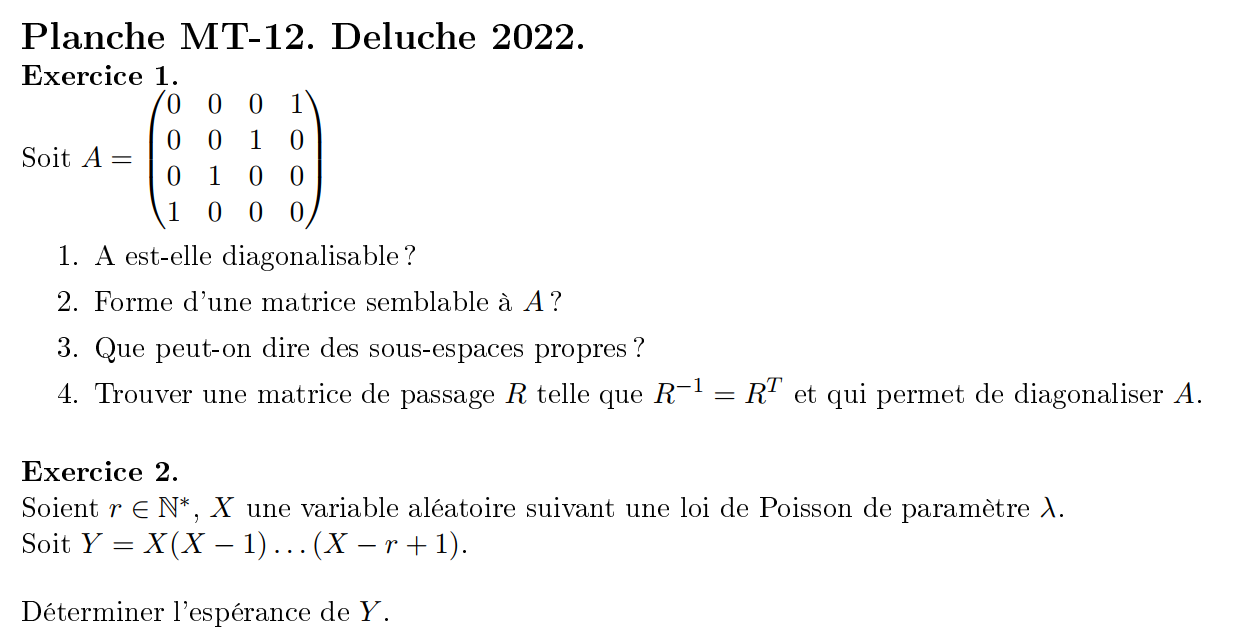 Planche MT-12. Deluche 2022.
Exercice 1.
Soit A = \begin{pmatrix} 0 & 0 & 0 & 1 \\ 0 & 0 & 1 & 0 \\ 0 & 1 & 0 & 0 \\ 1 & 0 & 0 & 0 \end{pmatrix}
1. A est-elle diagonalisable ?
2. Forme d'une matrice semblable à A ?
3. Que peut-on dire des sous-espaces propres ?
4. Trouver une matrice de passage R telle que R⁻¹ = Rᵀ et qui permet de diagonaliser A.
Exercice 2.
Soient r ∈ ℕ*, X une variable aléatoire suivant une loi de Poisson de paramètre λ.
Soit Y = X(X − 1) … (X − r + 1).
Déterminer l'espérance de Y.